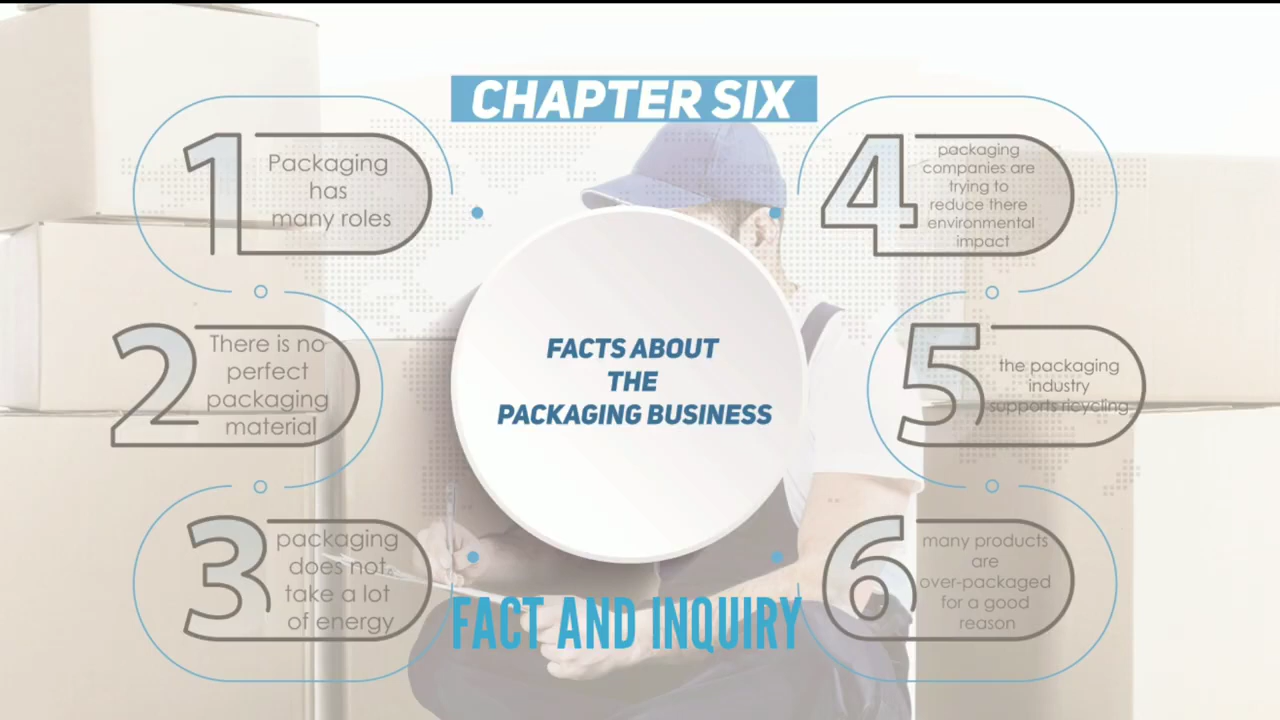 CHAPTER SIX
1
Packaging
has
many roles
2
There is no
perfect
packaging
material
3
packaging
does not
take a lot
of energy
FACTS ABOUT
THE
PACKAGING BUSINESS
4
packaging
companies are
trying to
reduce there
environmental
impact
5
the packaging
industry
supports ricycling
6
many products
are
over-packaged
for a good
reason
FACT AND INQUIRY